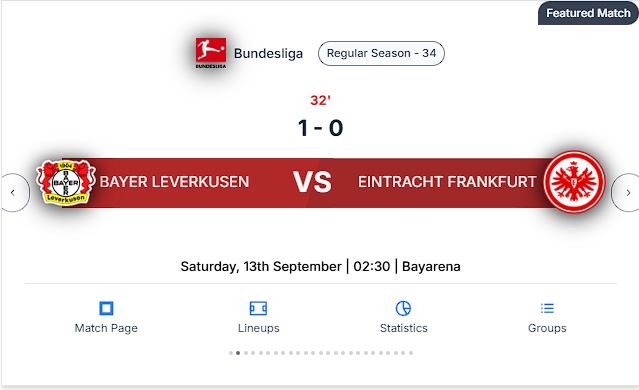 Featured Match
BUNDESLIGA
Bundesliga
Regular Season - 34
32'
1 - 0
1904
BAYER
BAYER
Leverkusen
BAYER LEVERKUSEN
VS
EINTRACHT FRANKFURT
Saturday, 13th September | 02:30 | Bayarena
Match Page
Lineups
Statistics
Groups